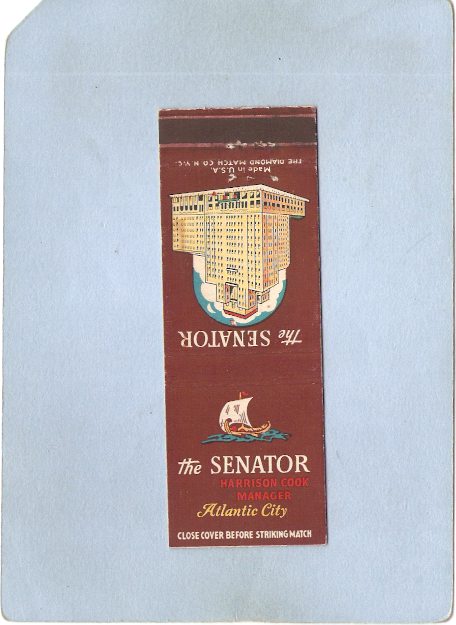 Made in U.S.A.
THE DIAMOND MATCH CO. N.Y.C.
the SENATOR
the SENATOR
HARRISON COOK
MANAGER
Atlantic City
CLOSE COVER BEFORE STRIKING MATCH